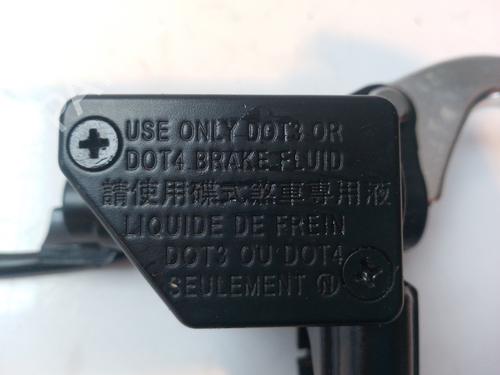 USE ONLY DOT3 OR
DOT4 BRAKE FLUID
請使用碟式煞車專用液
LIQUIDE DE FREIN
DOT3 OU DOT4
SEULEMENT Ⓝ